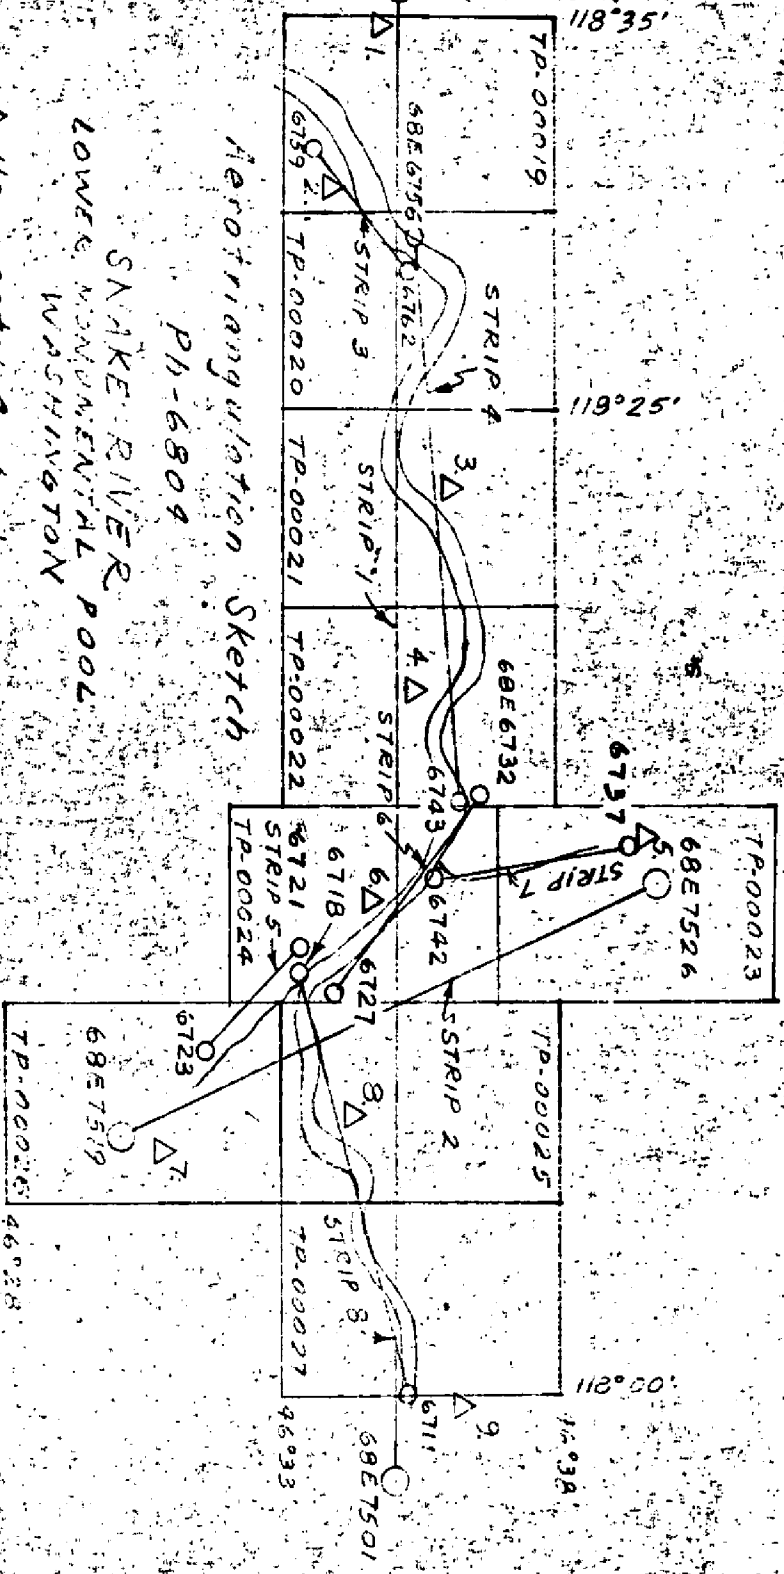 118°35'
119°25'
118°00'
46°38'
TP-00019
TP-00020
TP-00021
TP-00022
TP-00023
TP-00024
TP-00025
TP-00027
46°33'
46°28'
1.
2.
3
4
5.
6
7.
8.
9
68E6756
6762
6759
STRIP 3
STRIP 4
STRIP 1
68E6732
6743
STRIP 6
6742
6737
68E7526
STRIP 7
STRIP 2
6727
6718
6721
STRIP 5
6723
68E7519
STRIP 8
6711
68E7501
Aerotriangulation Sketch
Ph-6804
SNAKE RIVER
LOWER MONUMENTAL POOL
WASHINGTON